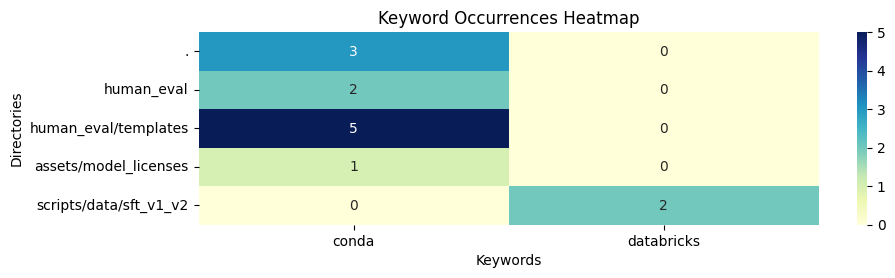 Keyword Occurrences Heatmap
Directories
. 3 0
human_eval 2 0
human_eval/templates 5 0
assets/model_licenses 1 0
scripts/data/sft_v1_v2 0 2
conda databricks
Keywords
5
4
3
2
1
0